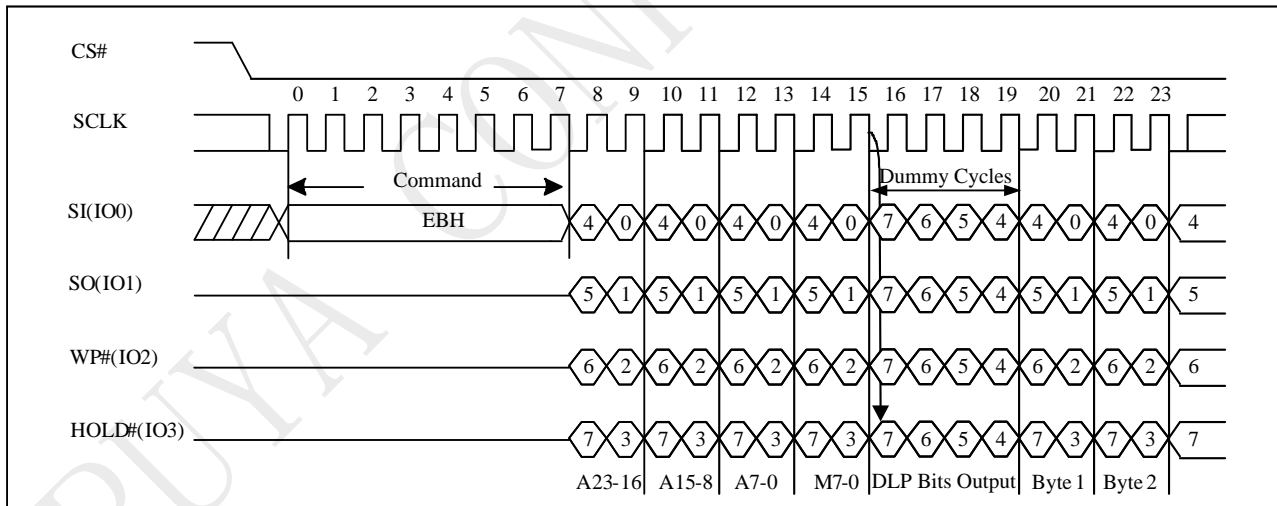 CS#
0 1 2 3 4 5 6 7 8 9 10 11 12 13 14 15 16 17 18 19 20 21 22 23
SCLK
Command
Dummy Cycles
SI(IO0)
EBH
4 0 4 0 4 0 4 0 7 6 5 4 4 0 4 0 4
SO(IO1)
5 1 5 1 5 1 5 1 7 6 5 4 5 1 5 1 5
WP#(IO2)
6 2 6 2 6 2 6 2 7 6 5 4 6 2 6 2 6
HOLD#(IO3)
7 3 7 3 7 3 7 3 7 6 5 4 7 3 7 3 7
A23-16 A15-8 A7-0 M7-0 DLP Bits Output Byte 1 Byte 2
PUYA CONF